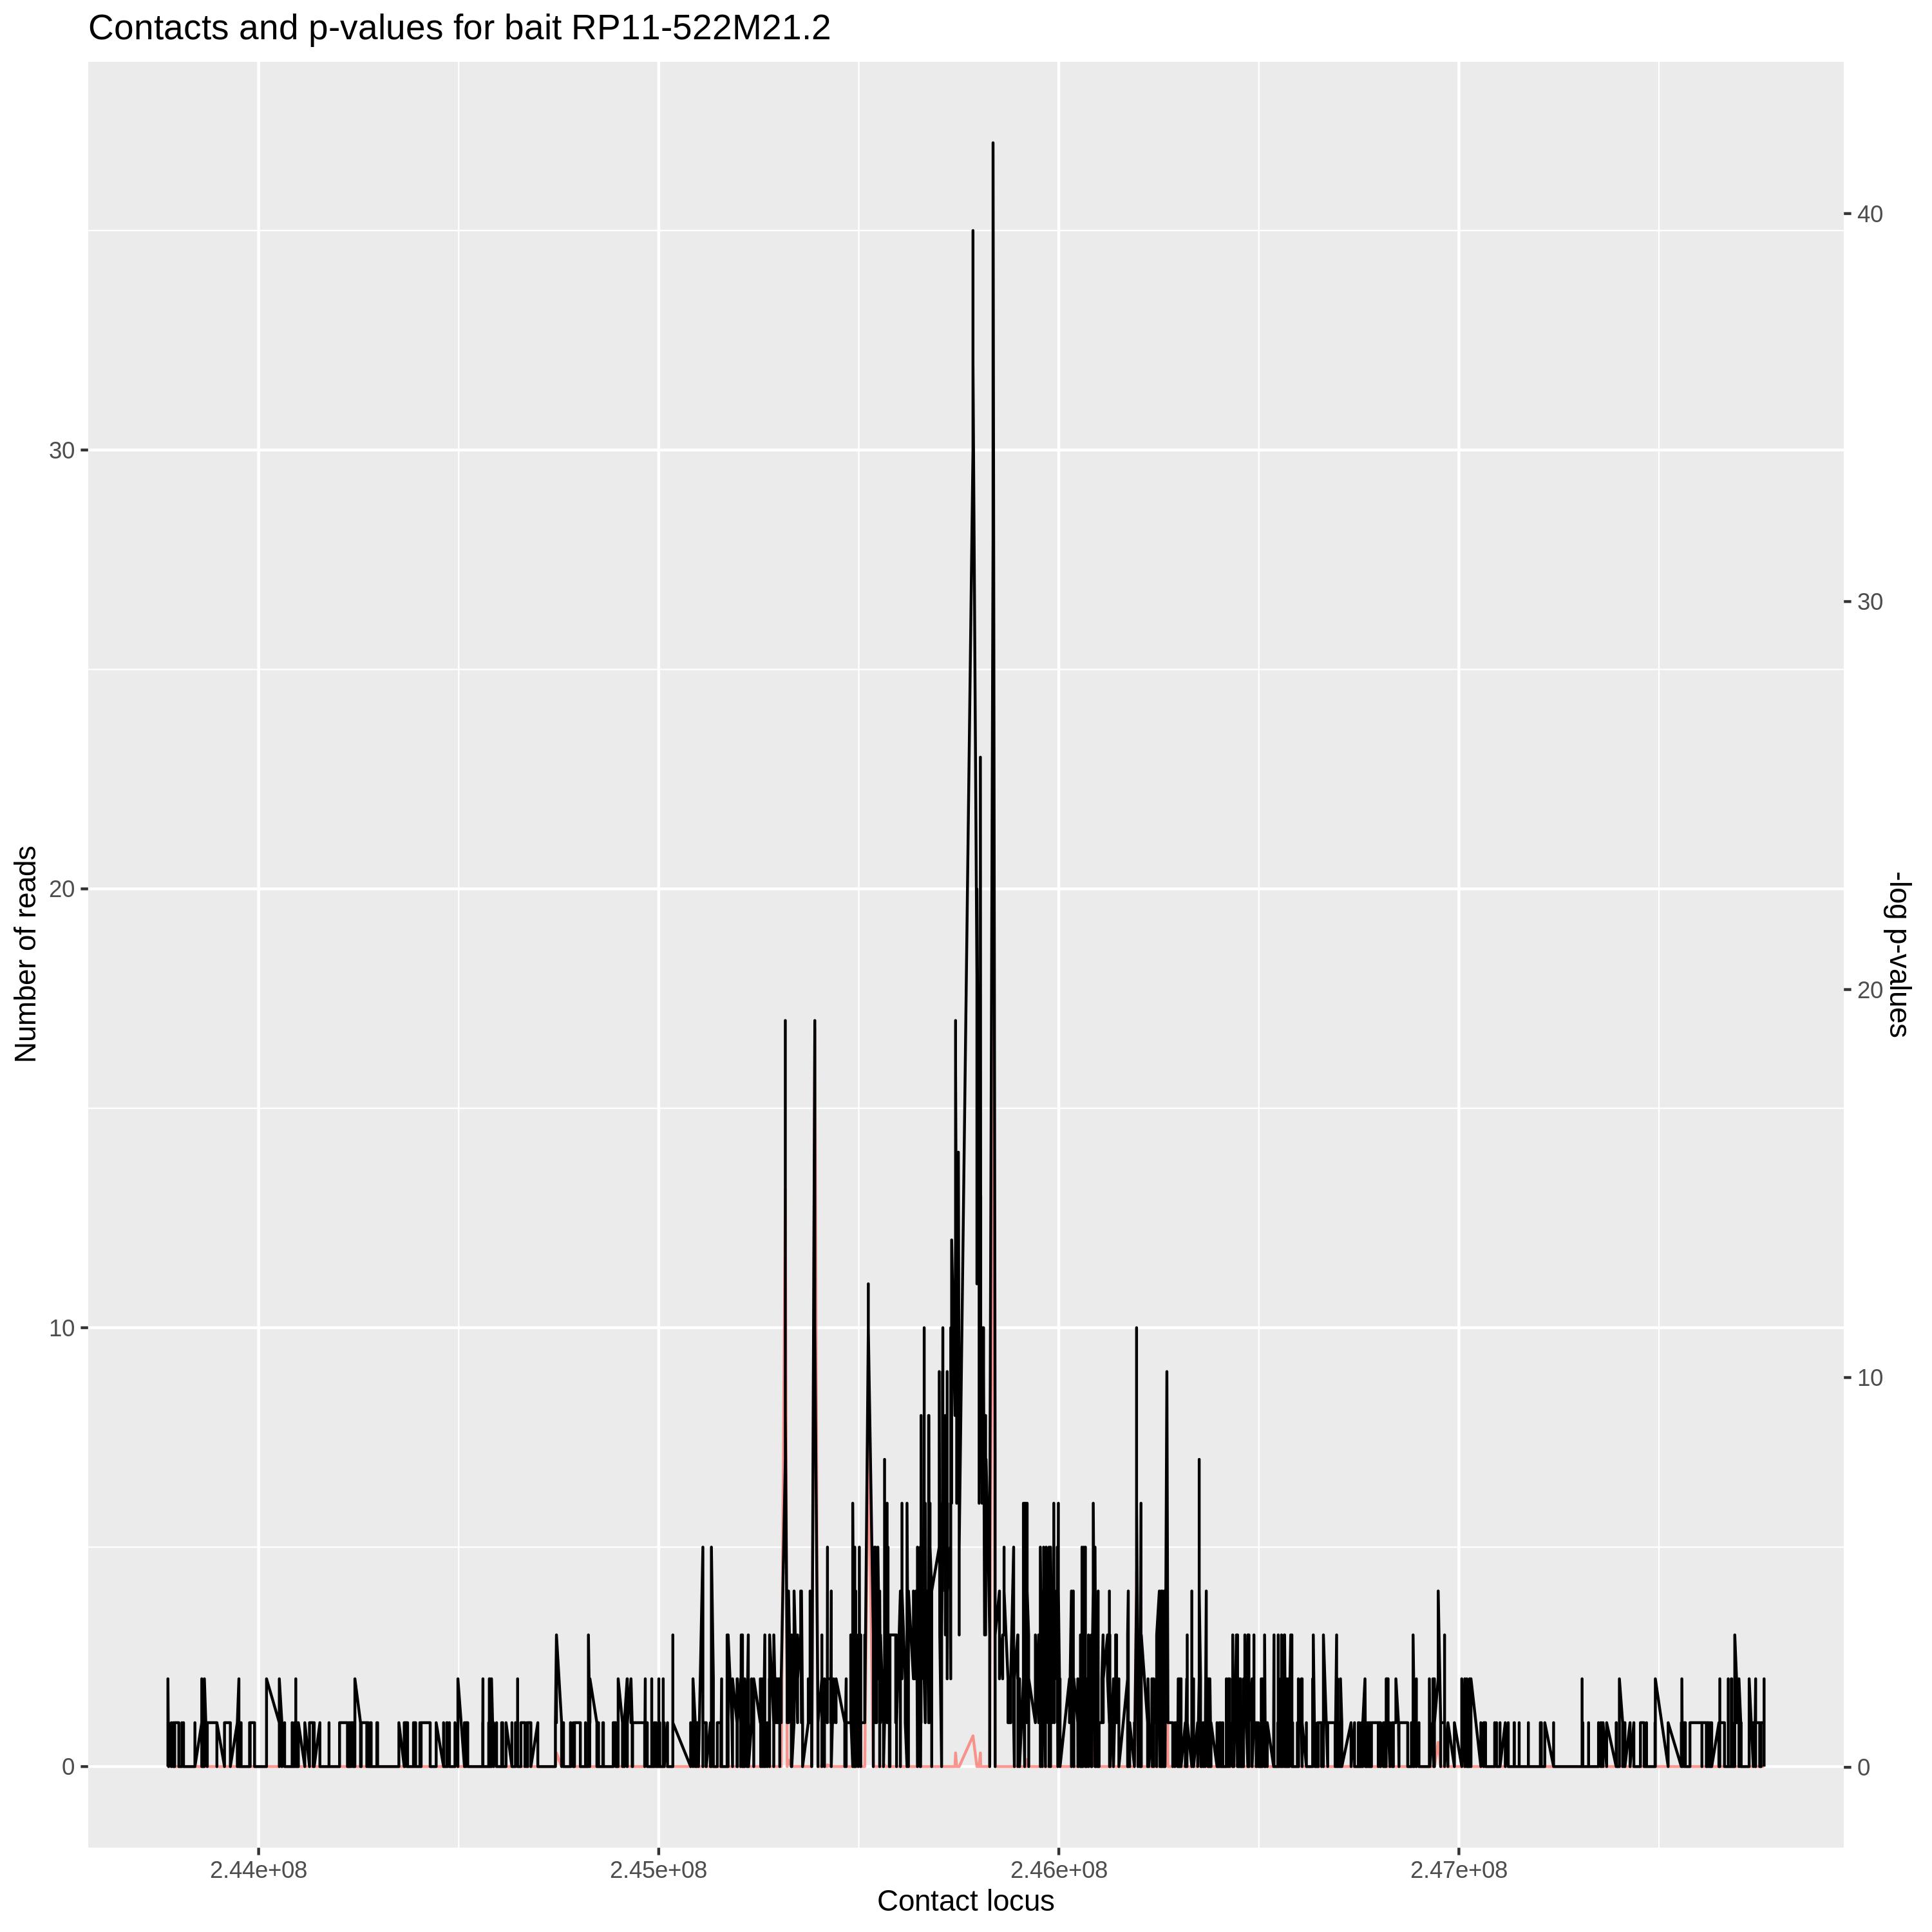 Contacts and p-values for bait RP11-522M21.2
Number of reads
30
20
10
0
-log p-values
40
30
20
10
0
2.44e+08
2.45e+08
2.46e+08
2.47e+08
Contact locus